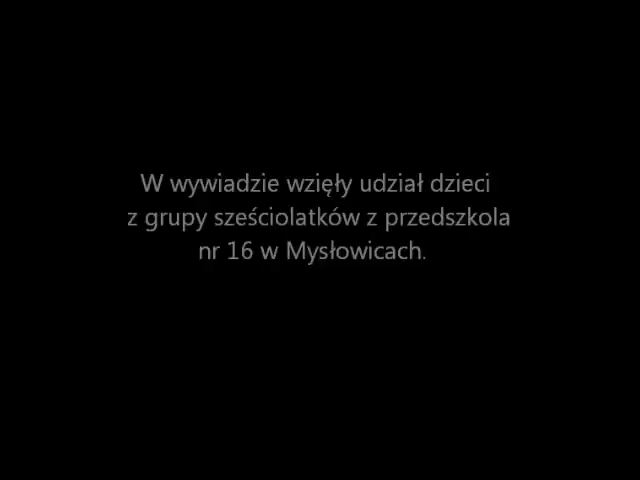 W wywiadzie wzięły udział dzieci
z grupy sześciolatków z przedszkola
nr 16 w Mysłowicach.